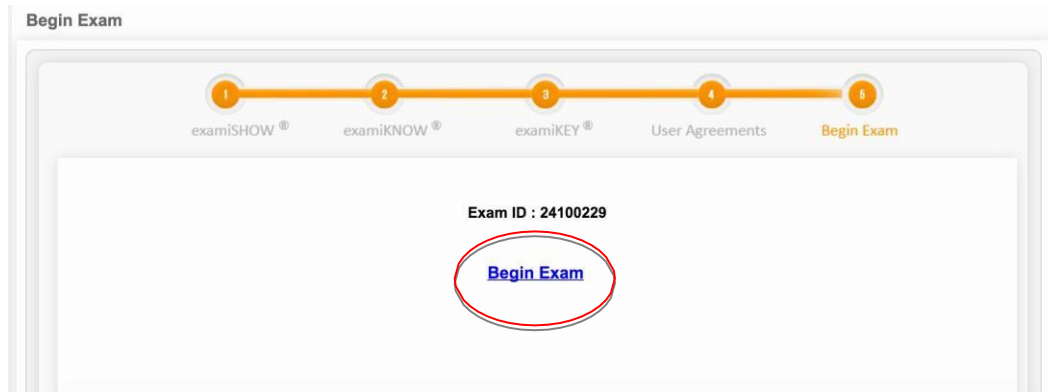 Begin Exam
1 2 3 4 5
examiSHOW ® examiKNOW ® examiKEY ® User Agreements Begin Exam
Exam ID : 24100229
Begin Exam